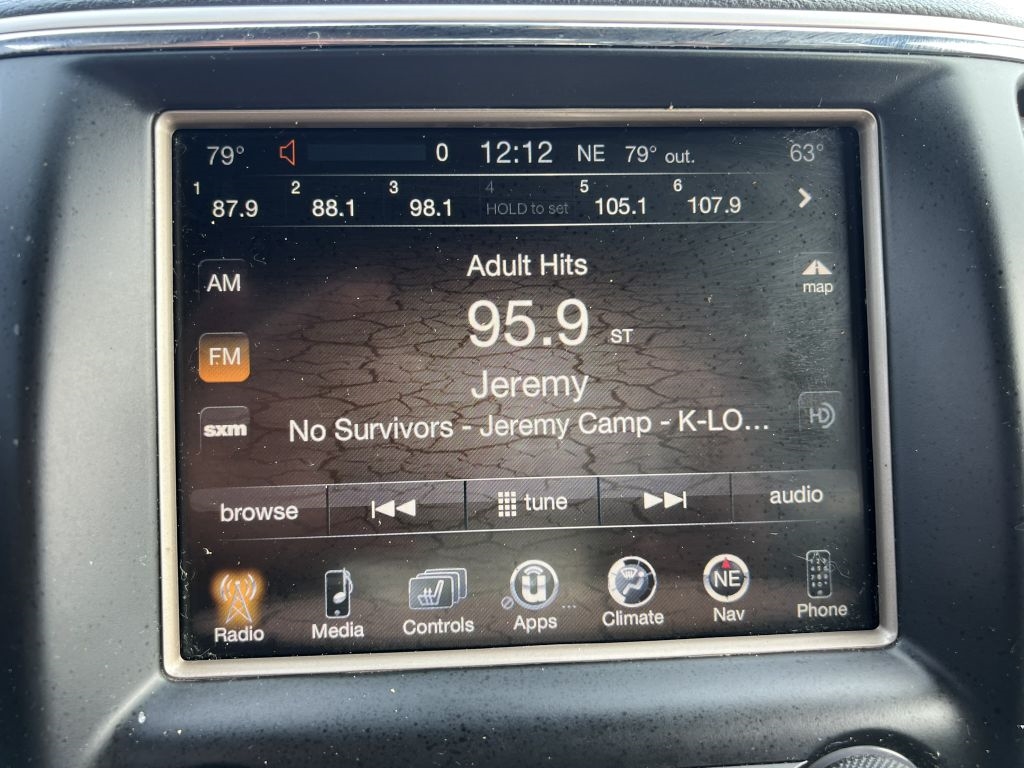 79° 0 12:12 NE 79° out. 63°
1 2 3 4 5 6
87.9 88.1 98.1 HOLD to set 105.1 107.9
Adult Hits
AM
map
95.9 ST
FM
Jeremy
HD
sxm
No Survivors - Jeremy Camp - K-LO...
browse tune audio
NE
Radio Media Controls Apps ... Climate Nav Phone